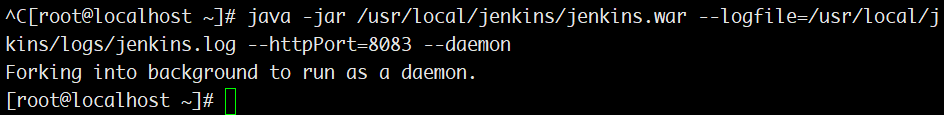 ^C[root@localhost ~]# java -jar /usr/local/jenkins/jenkins.war --logfile=/usr/local/j
kins/logs/jenkins.log --httpPort=8083 --daemon
Forking into background to run as a daemon.
[root@localhost ~]#